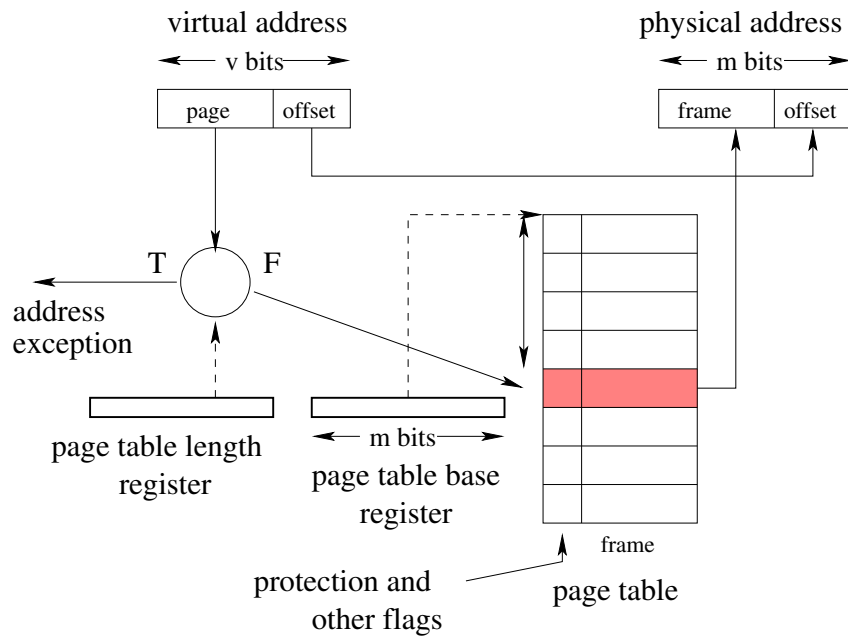 virtual address
physical address
v bits
m bits
page
offset
frame
offset
T
F
address
exception
page table length
register
m bits
page table base
register
frame
page table
protection and
other flags